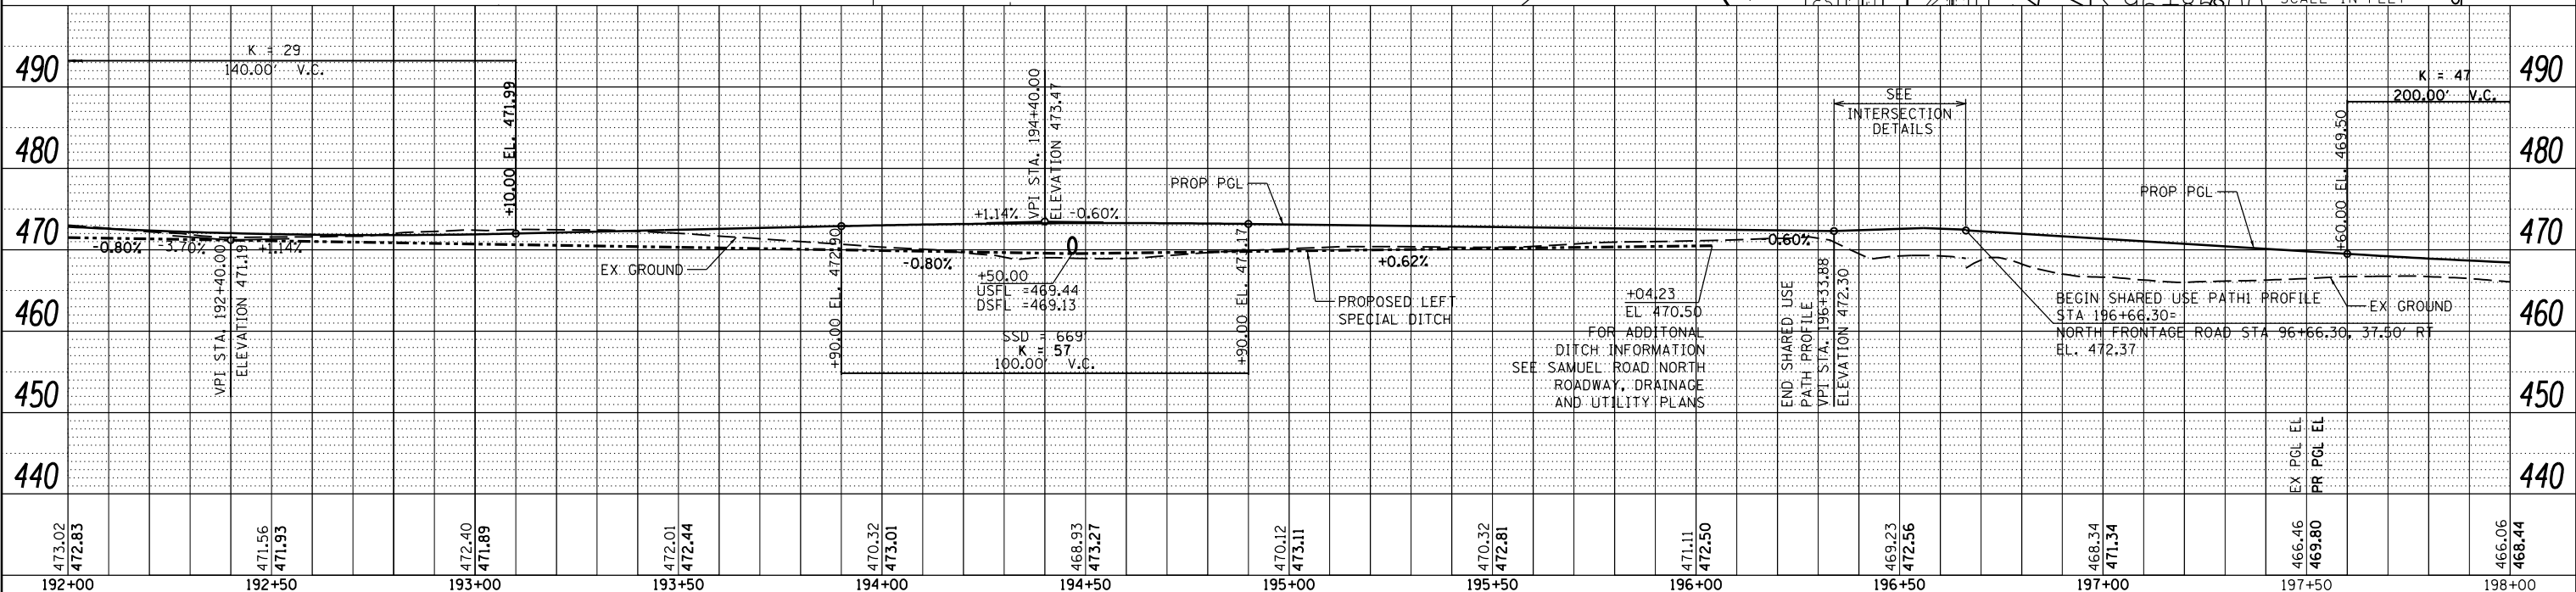 SCALE IN FEET
490
480
470
460
450
440
K = 29
140.00' V.C.
+10.00 EL. 471.99
-0.80%
-3.70%
+1.14%
VPI STA. 192+40.00
ELEVATION 471.19
EX GROUND
+90.00 EL. 472.90
-0.80%
+1.14%
-0.60%
VPI STA. 194+40.00
ELEVATION 473.47
+50.00
USFL =469.44
DSFL =469.13
SSD = 669'
K = 57
100.00' V.C.
+90.00 EL. 473.17
PROP PGL
PROPOSED LEFT
SPECIAL DITCH
+0.62%
+04.23
EL 470.50
FOR ADDITONAL
DITCH INFORMATION
SEE SAMUEL ROAD NORTH
ROADWAY, DRAINAGE
AND UTILITY PLANS
-0.60%
END SHARED USE
PATH PROFILE
VPI STA. 196+33.88
ELEVATION 472.30
SEE
INTERSECTION
DETAILS
BEGIN SHARED USE PATH1 PROFILE
STA 196+66.30=
NORTH FRONTAGE ROAD STA 96+66.30, 37.50' RT
EL. 472.37
PROP PGL
EX GROUND
+60.00 EL. 469.50
K = 47
200.00' V.C.
EX PGL EL
PR PGL EL
490
480
470
460
450
440
473.02
472.83
471.56
471.93
472.40
471.89
472.01
472.44
470.32
473.01
468.93
473.27
470.12
473.11
470.32
472.81
471.11
472.50
469.23
472.56
468.34
471.34
466.46
469.80
466.06
468.44
192+00
192+50
193+00
193+50
194+00
194+50
195+00
195+50
196+00
196+50
197+00
197+50
198+00